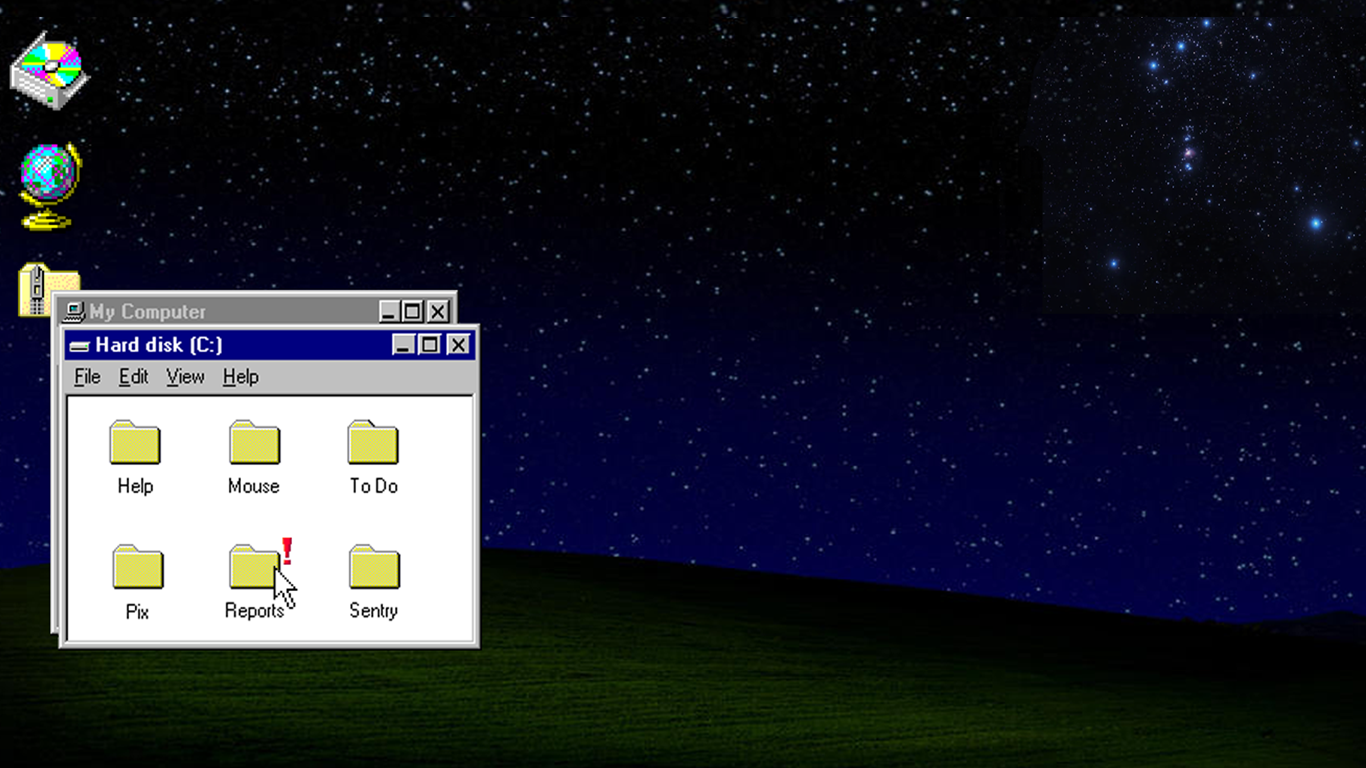 My Computer
Hard disk (C:)
File Edit View Help
Help Mouse To Do
Pix Reports Sentry